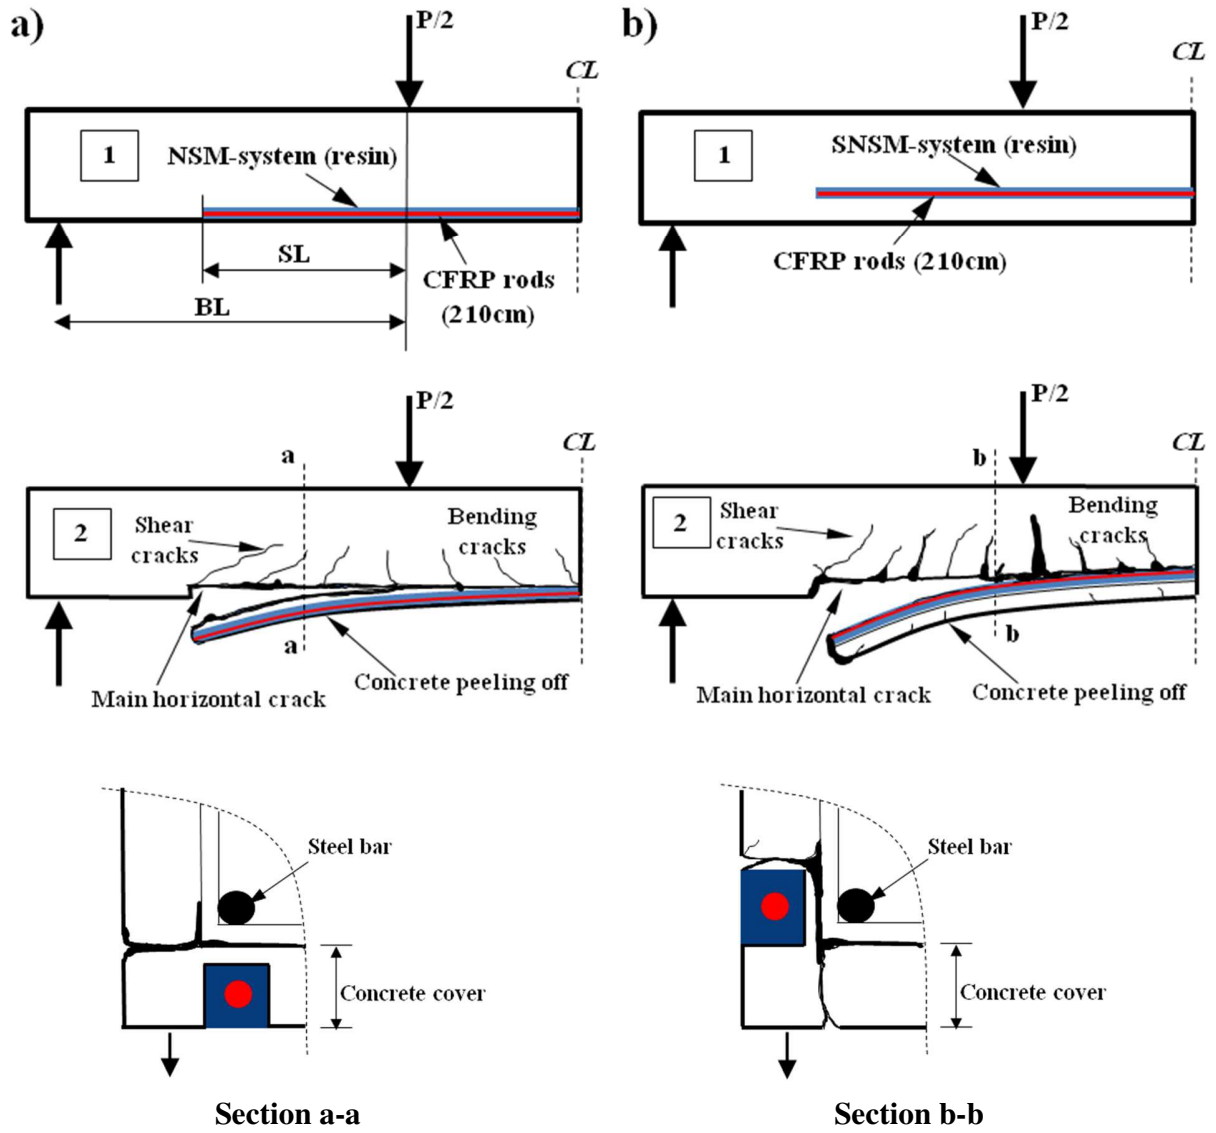 a)
P/2
CL
1
NSM-system (resin)
SL
CFRP rods
(210cm)
BL
b)
P/2
CL
1
SNSM-system (resin)
CFRP rods (210cm)
P/2
CL
a
2
Shear
cracks
Bending
cracks
a
Concrete peeling off
Main horizontal crack
P/2
CL
b
2
Shear
cracks
Bending
cracks
b
Main horizontal crack
Concrete peeling off
Steel bar
Concrete cover
Section a-a
Steel bar
Concrete cover
Section b-b